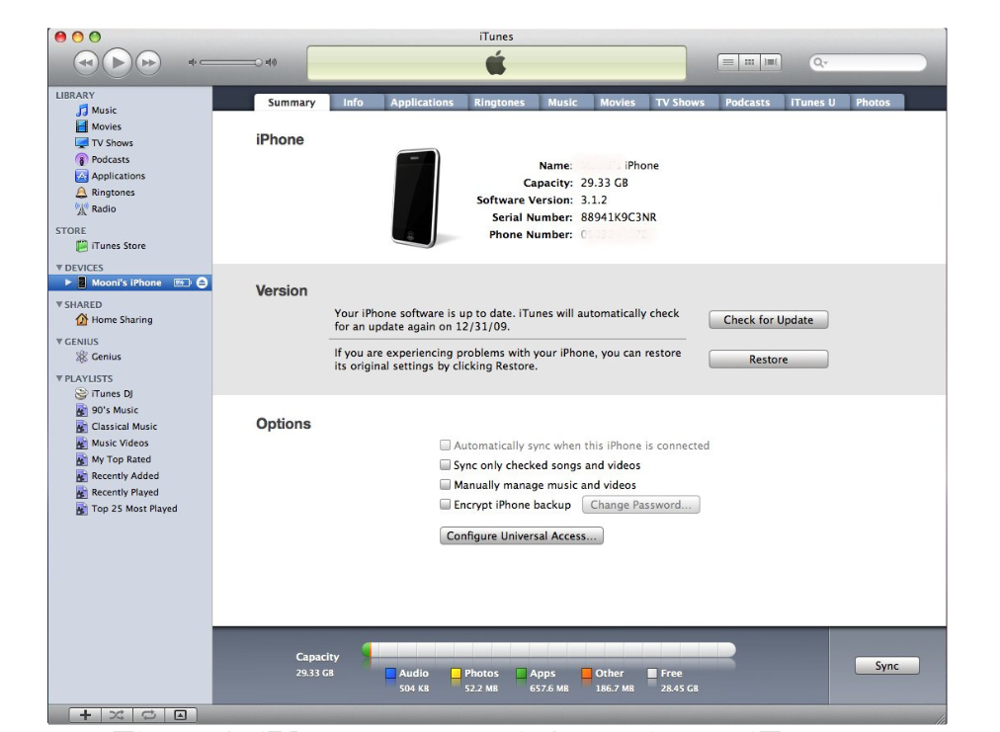 iTunes
LIBRARY
Music
Movies
TV Shows
Podcasts
Applications
Ringtones
Radio
STORE
iTunes Store
DEVICES
Mooni's iPhone
SHARED
Home Sharing
GENIUS
Genius
PLAYLISTS
iTunes DJ
90's Music
Classical Music
Music Videos
My Top Rated
Recently Added
Recently Played
Top 25 Most Played
Summary Info Applications Ringtones Music Movies TV Shows Podcasts iTunes U Photos
iPhone
Name: iPhone
Capacity: 29.33 GB
Software Version: 3.1.2
Serial Number: 88941K9C3NR
Phone Number:
Version
Your iPhone software is up to date. iTunes will automatically check
for an update again on 12/31/09.
Check for Update
If you are experiencing problems with your iPhone, you can restore
its original settings by clicking Restore.
Restore
Options
Automatically sync when this iPhone is connected
Sync only checked songs and videos
Manually manage music and videos
Encrypt iPhone backup Change Password...
Configure Universal Access...
Capacity
29.33 GB
Audio Photos Apps Other Free
504 KB 52.2 MB 657.6 MB 186.7 MB 28.45 GB
Sync